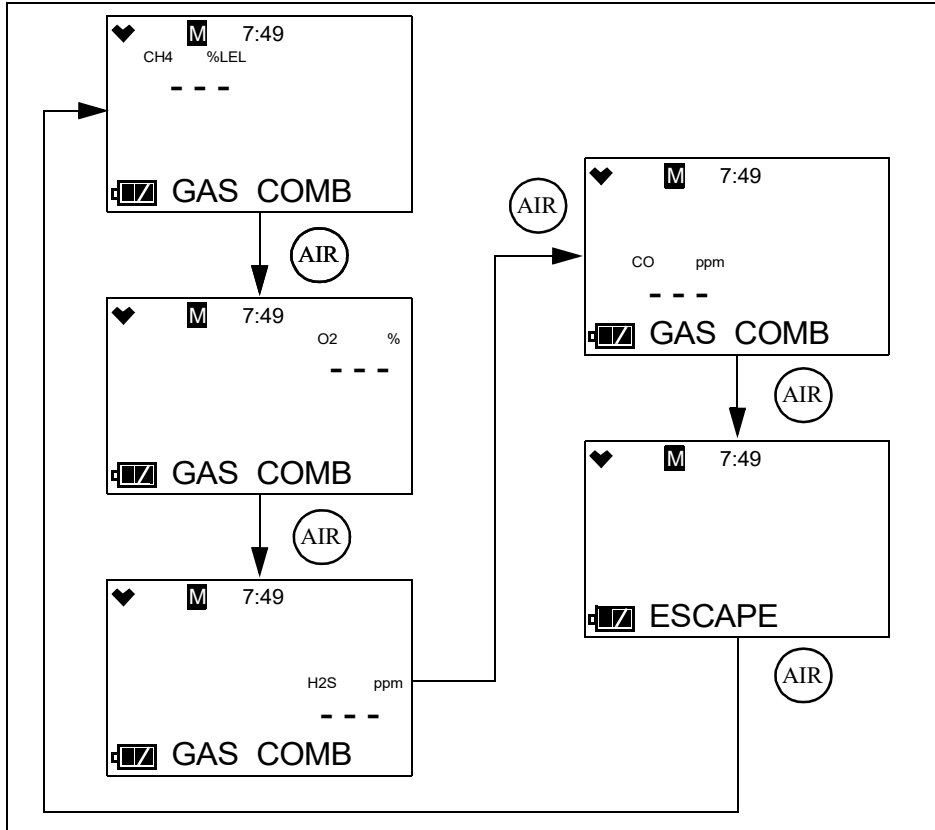 M 7:49
CH4 %LEL
- - -
GAS COMB
AIR
M 7:49
O2 %
- - -
GAS COMB
AIR
M 7:49
H2S ppm
- - -
GAS COMB
AIR
M 7:49
CO ppm
- - -
GAS COMB
AIR
M 7:49
ESCAPE
AIR